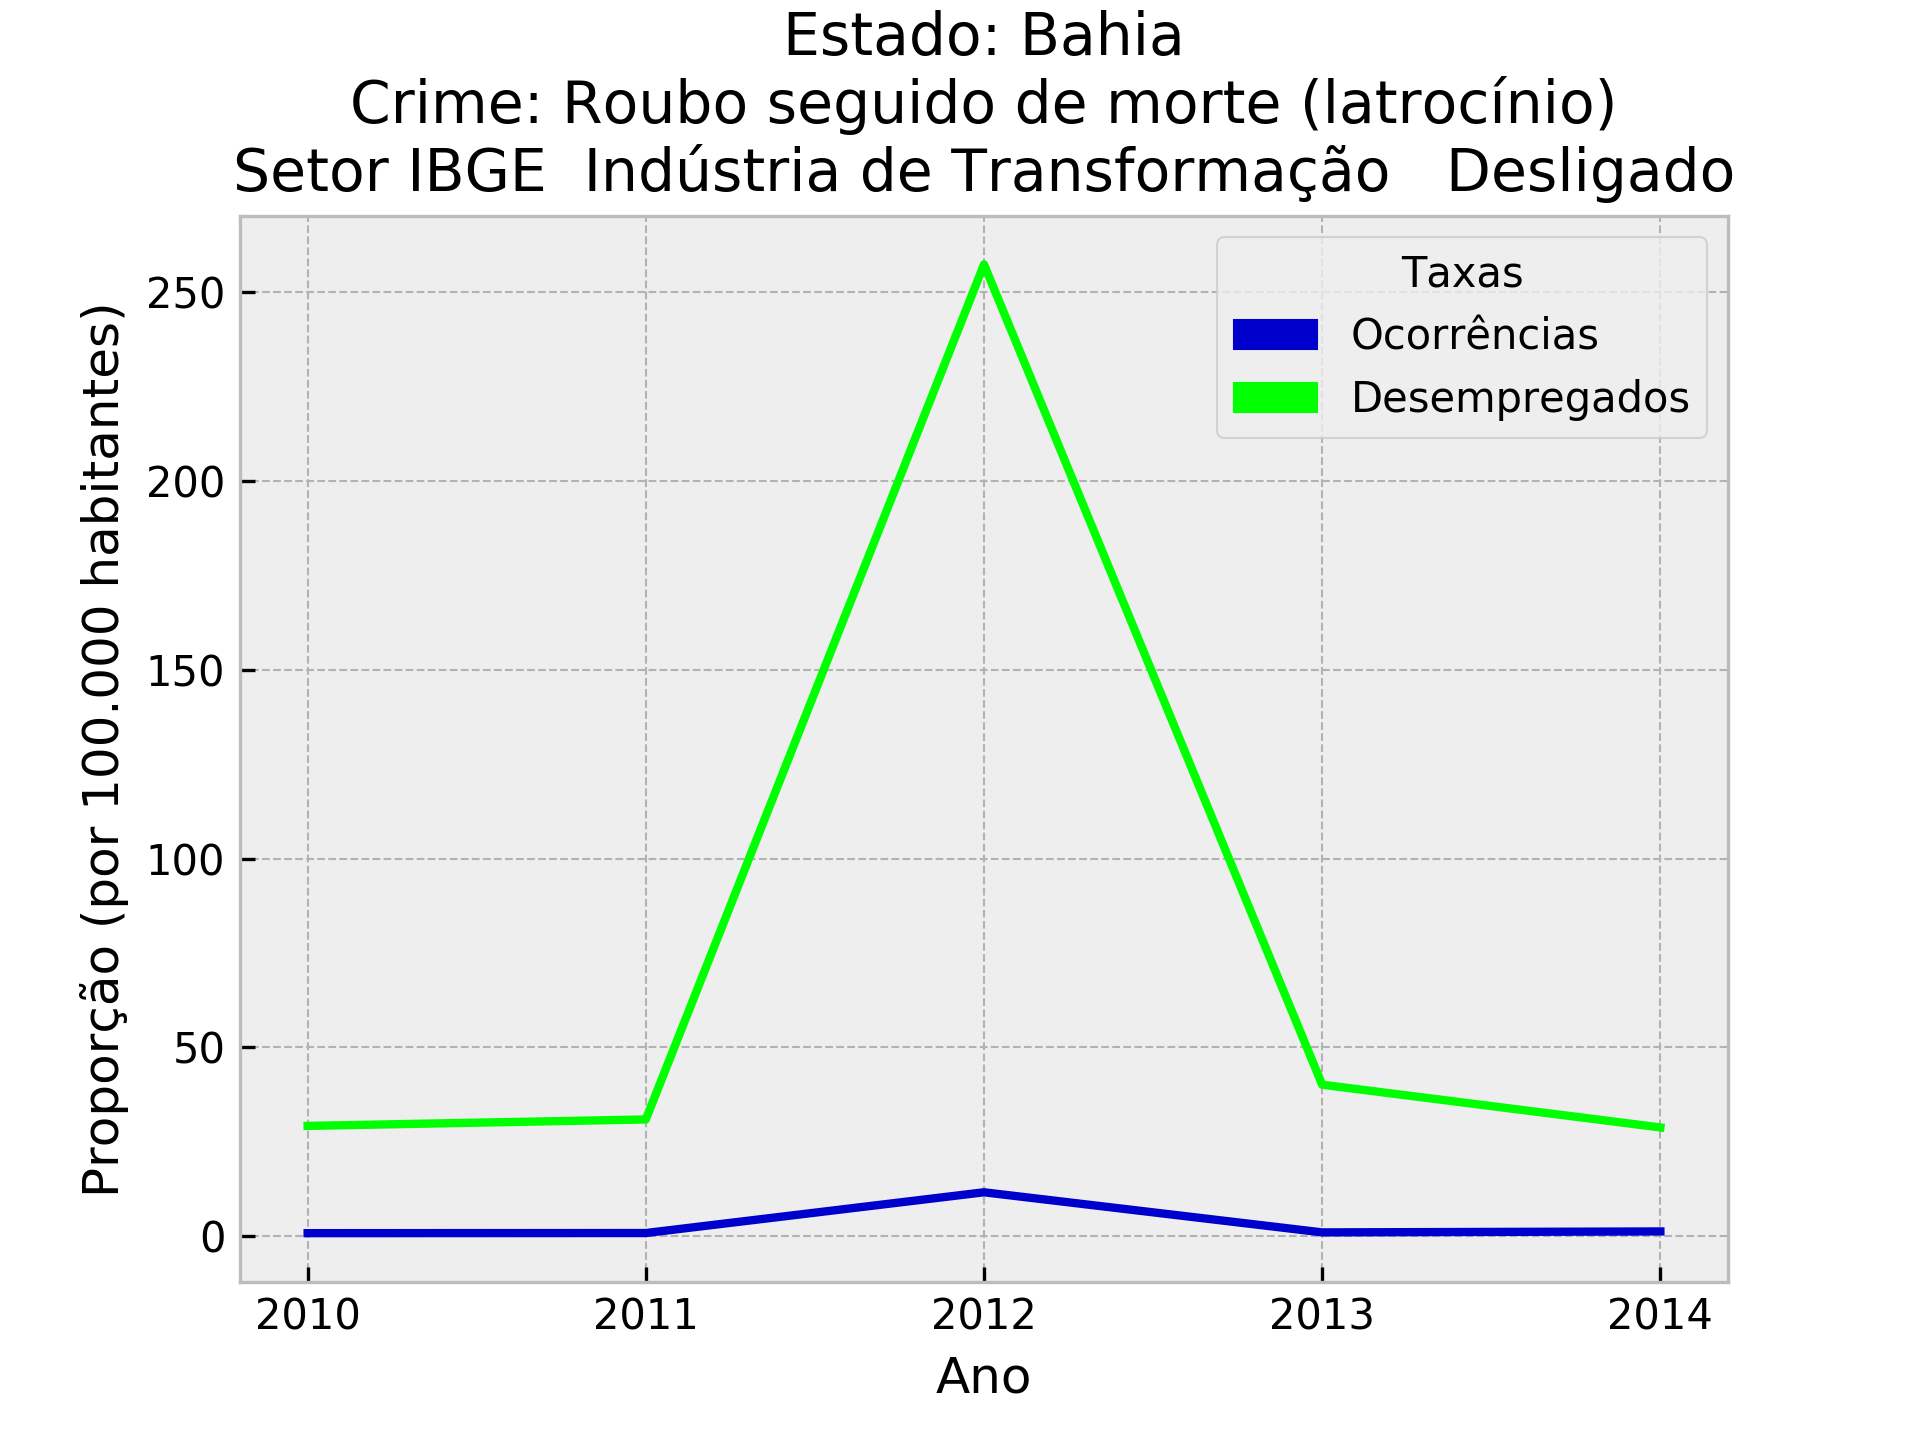 Estado: Bahia
Crime: Roubo seguido de morte (latrocínio)
Setor IBGE  Indústria de Transformação   Desligado
Proporção (por 100.000 habitantes)
250
200
150
100
50
0
Taxas
Ocorrências
Desempregados
2010 2011 2012 2013 2014
Ano